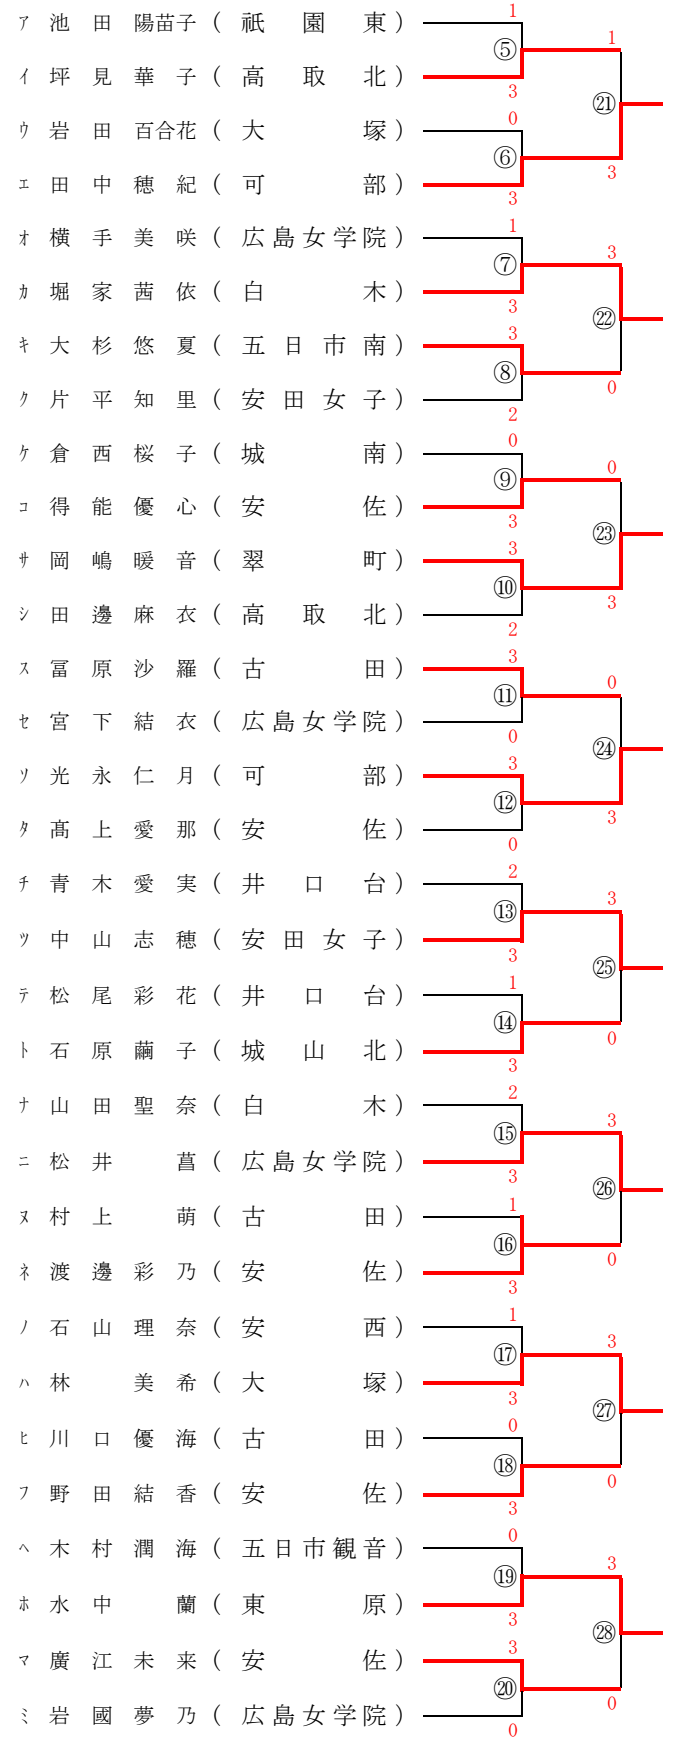 ア 池田 陽苗子 ( 祇園東 ) 1
⑤ 1
イ 坪見 華子 ( 高取北 ) 3
㉑
ウ 岩田 百合花 ( 大塚 ) 0
⑥
エ 田中 穂紀 ( 可部 ) 3 3
オ 横手 美咲 ( 広島女学院 ) 1
⑦ 3
カ 堀家 茜依 ( 白木 ) 3
㉒
キ 大杉 悠夏 ( 五日市南 ) 3
⑧ 0
ク 片平 知里 ( 安田女子 ) 2
ケ 倉西 桜子 ( 城南 ) 0
⑨ 0
コ 得能 優心 ( 安佐 ) 3
㉓
サ 岡嶋 暖音 ( 翠町 ) 3
⑩ 3
シ 田邊 麻衣 ( 高取北 ) 2
ス 冨原 沙羅 ( 古田 ) 3
⑪ 0
セ 宮下 結衣 ( 広島女学院 ) 0
㉔
ソ 光永 仁月 ( 可部 ) 3
⑫ 3
タ 髙上 愛那 ( 安佐 ) 0
チ 青木 愛実 ( 井口台 ) 2
⑬ 3
ツ 中山 志穂 ( 安田女子 ) 3
㉕
テ 松尾 彩花 ( 井口台 ) 1
⑭ 0
ト 石原 繭子 ( 城山北 ) 3
ナ 山田 聖奈 ( 白木 ) 2
⑮ 3
ニ 松井 菖 ( 広島女学院 ) 3
㉖
ヌ 村上 萌 ( 古田 ) 1
⑯ 0
ネ 渡邊 彩乃 ( 安佐 ) 3
ノ 石山 理奈 ( 安西 ) 1
⑰ 3
ハ 林 美希 ( 大塚 ) 3
㉗
ヒ 川口 優海 ( 古田 ) 0
⑱ 0
フ 野田 結香 ( 安佐 ) 3
ヘ 木村 潤海 ( 五日市観音 ) 0
⑲ 3
ホ 水中 蘭 ( 東原 ) 3
㉘
マ 廣江 未来 ( 安佐 ) 3
⑳ 0
ミ 岩國 夢乃 ( 広島女学院 ) 0